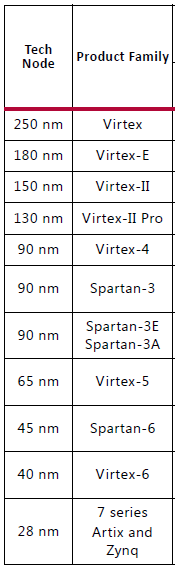 Tech Node Product Family
250 nm Virtex
180 nm Virtex-E
150 nm Virtex-II
130 nm Virtex-II Pro
90 nm Virtex-4
90 nm Spartan-3
90 nm Spartan-3E
Spartan-3A
65 nm Virtex-5
45 nm Spartan-6
40 nm Virtex-6
28 nm 7 series
Artix and
Zynq